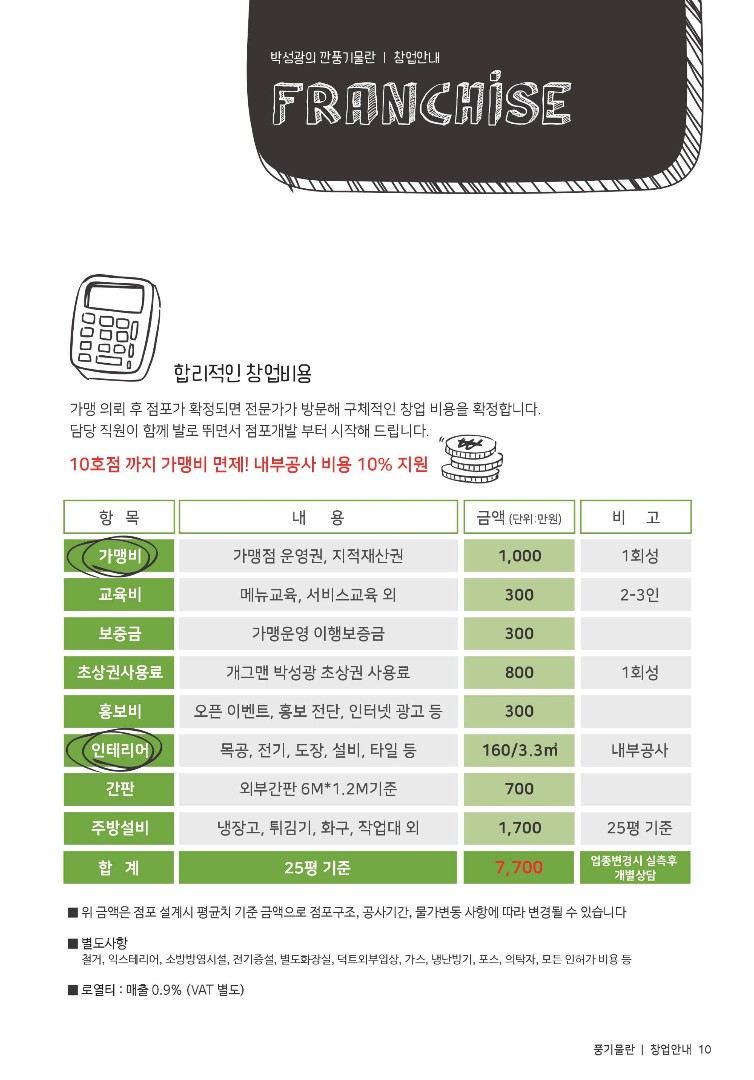 박성광의 깐풍기물란 | 창업안내
FRANCHISE
합리적인 창업비용
가맹 의뢰 후 점포가 확정되면 전문가가 방문해 구체적인 창업 비용을 확정합니다.
담당 직원이 함께 발로 뛰면서 점포개발 부터 시작해 드립니다.
10호점 까지 가맹비 면제! 내부공사 비용 10% 지원
항 목 내 용 금액 (단위:만원) 비 고
가맹비 가맹점 운영권, 지적재산권 1,000 1회성
교육비 메뉴교육, 서비스교육 외 300 2-3인
보증금 가맹운영 이행보증금 300
초상권사용료 개그맨 박성광 초상권 사용료 800 1회성
홍보비 오픈 이벤트, 홍보 전단, 인터넷 광고 등 300
인테리어 목공, 전기, 도장, 설비, 타일 등 160/3.3㎡ 내부공사
간판 외부간판 6M*1.2M기준 700
주방설비 냉장고, 튀김기, 화구, 작업대 외 1,700 25평 기준
합 계 25평 기준 7,700 업종변경시 실측후
개별상담
■ 위 금액은 점포 설계시 평균치 기준 금액으로 점포구조, 공사기간, 물가변동 사항에 따라 변경될 수 있습니다
■ 별도사항
철거, 익스테리어, 소방방염시설, 전기증설, 별도화장실, 덕트외부입상, 가스, 냉난방기, 포스, 의탁자, 모든 인허가 비용 등
■ 로열티 : 매출 0.9% (VAT 별도)
풍기물란 | 창업안내 10